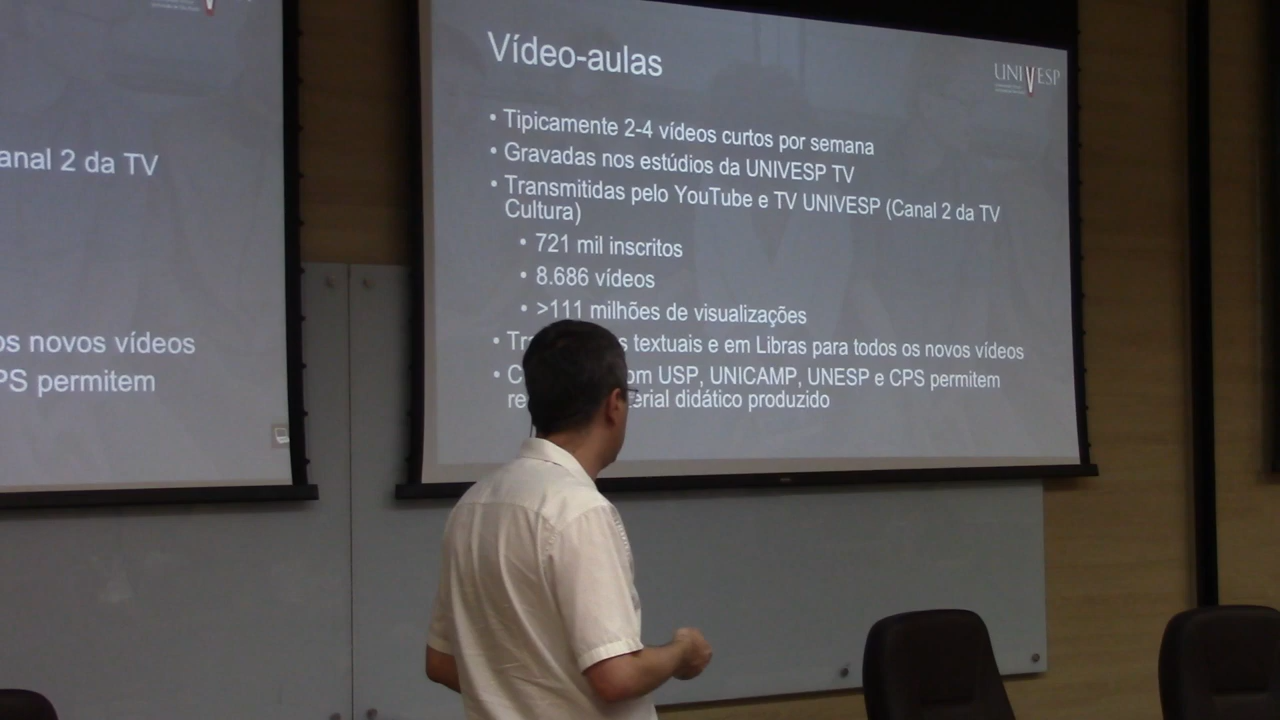 anal 2 da TV
os novos vídeos
PS permitem
Vídeo-aulas
UNIVESP
• Tipicamente 2-4 vídeos curtos por semana
• Gravadas nos estúdios da UNIVESP TV
• Transmitidas pelo YouTube e TV UNIVESP (Canal 2 da TV
Cultura)
• 721 mil inscritos
• 8.686 vídeos
• >111 milhões de visualizações
• Tr s textuais e em Libras para todos os novos vídeos
• C om USP, UNICAMP, UNESP e CPS permitem
re erial didático produzido